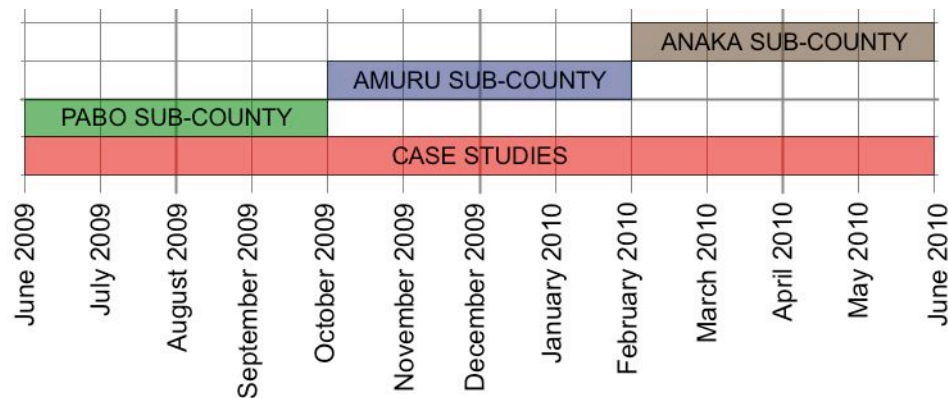 ANAKA SUB-COUNTY
AMURU SUB-COUNTY
PABO SUB-COUNTY
CASE STUDIES
June 2009
July 2009
August 2009
September 2009
October 2009
November 2009
December 2009
January 2010
February 2010
March 2010
April 2010
May 2010
June 2010